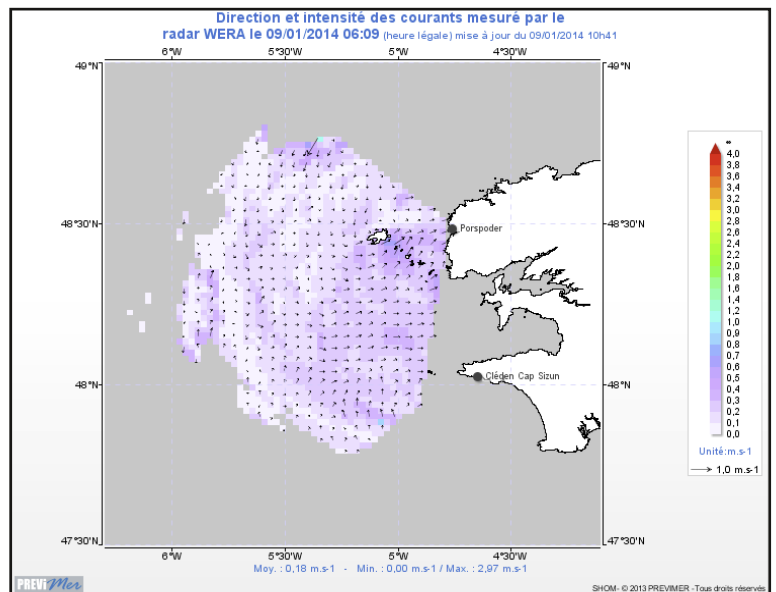 Direction et intensité des courants mesuré par le
radar WERA le 09/01/2014 06:09 (heure légale) mise à jour du 09/01/2014 10h41
6°W 5°30'W 5°W 4°30'W
49°N 49°N
4,0
3,8
3,6
3,4
3,2
3,0
2,8
2,6
2,4
2,2
2,0
1,8
1,6
1,4
1,2
1,0
0,9
0,8
0,7
0,6
0,5
0,4
0,3
0,2
0,1
0,0
Unité:m.s-1
1,0 m.s-1
48°30'N 48°30'N
Porspoder
48°N 48°N
Cléden Cap Sizun
47°30'N 47°30'N
6°W 5°30'W 5°W 4°30'W
Moy. : 0,18 m.s-1 - Min. : 0,00 m.s-1 / Max. : 2,97 m.s-1
PREViMer
SHOM- © 2013 PREVIMER -Tous droits réservés